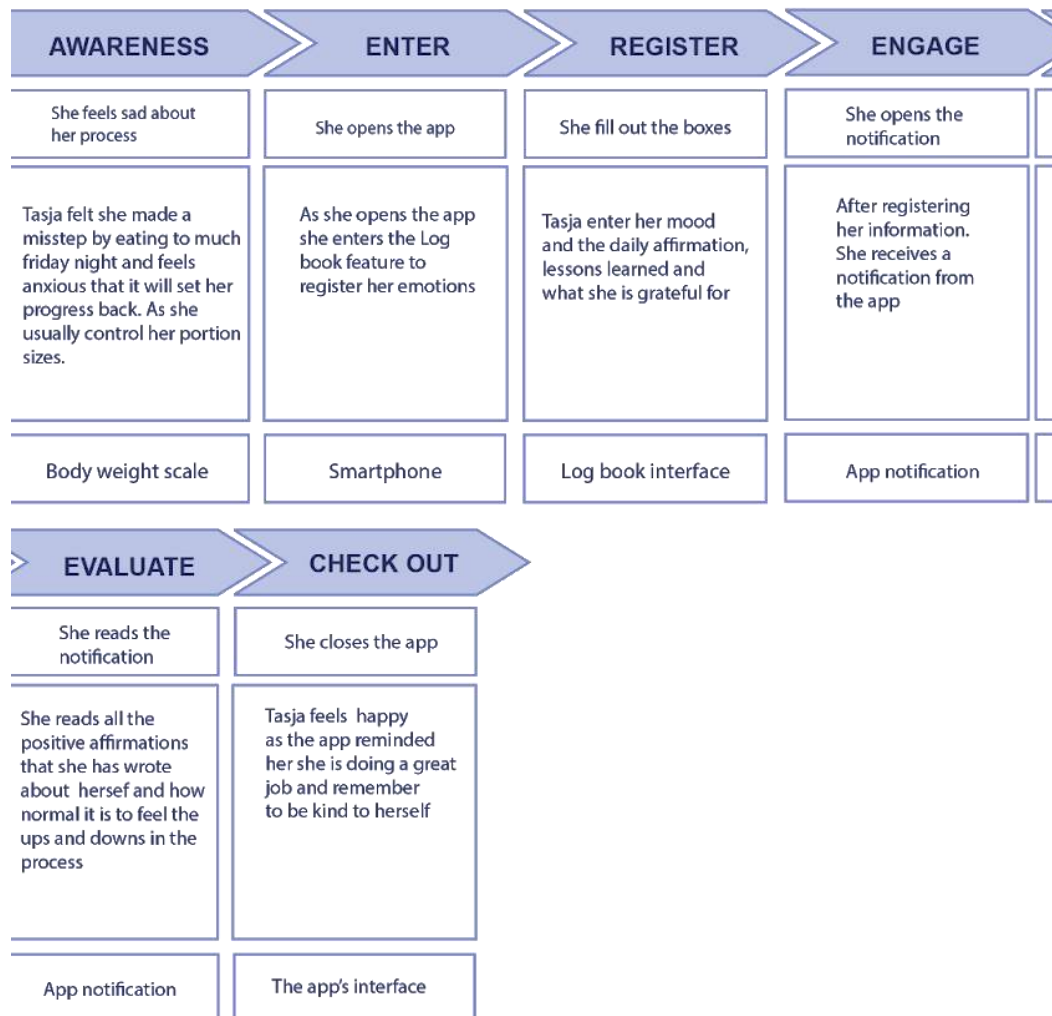 AWARENESS
ENTER
REGISTER
ENGAGE
She feels sad about
her process
She opens the app
She fill out the boxes
She opens the
notification
Tasja felt she made a
misstep by eating to much
friday night and feels
anxious that it will set her
progress back. As she
usually control her portion
sizes.
As she opens the app
she enters the Log
book feature to
register her emotions
Tasja enter her mood
and the daily affirmation,
lessons learned and
what she is grateful for
After registering
her information.
She receives a
notification from
the app
Body weight scale
Smartphone
Log book interface
App notification
EVALUATE
CHECK OUT
She reads the
notification
She closes the app
She reads all the
positive affirmations
that she has wrote
about hersef and how
normal it is to feel the
ups and downs in the
process
Tasja feels happy
as the app reminded
her she is doing a great
job and remember
to be kind to herself
App notification
The app's interface